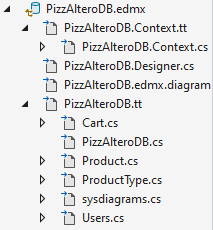 PizzAlteroDB.edmx
PizzAlteroDB.Context.tt
PizzAlteroDB.Context.cs
PizzAlteroDB.Designer.cs
PizzAlteroDB.edmx.diagram
PizzAlteroDB.tt
Cart.cs
PizzAlteroDB.cs
Product.cs
ProductType.cs
sysdiagrams.cs
Users.cs